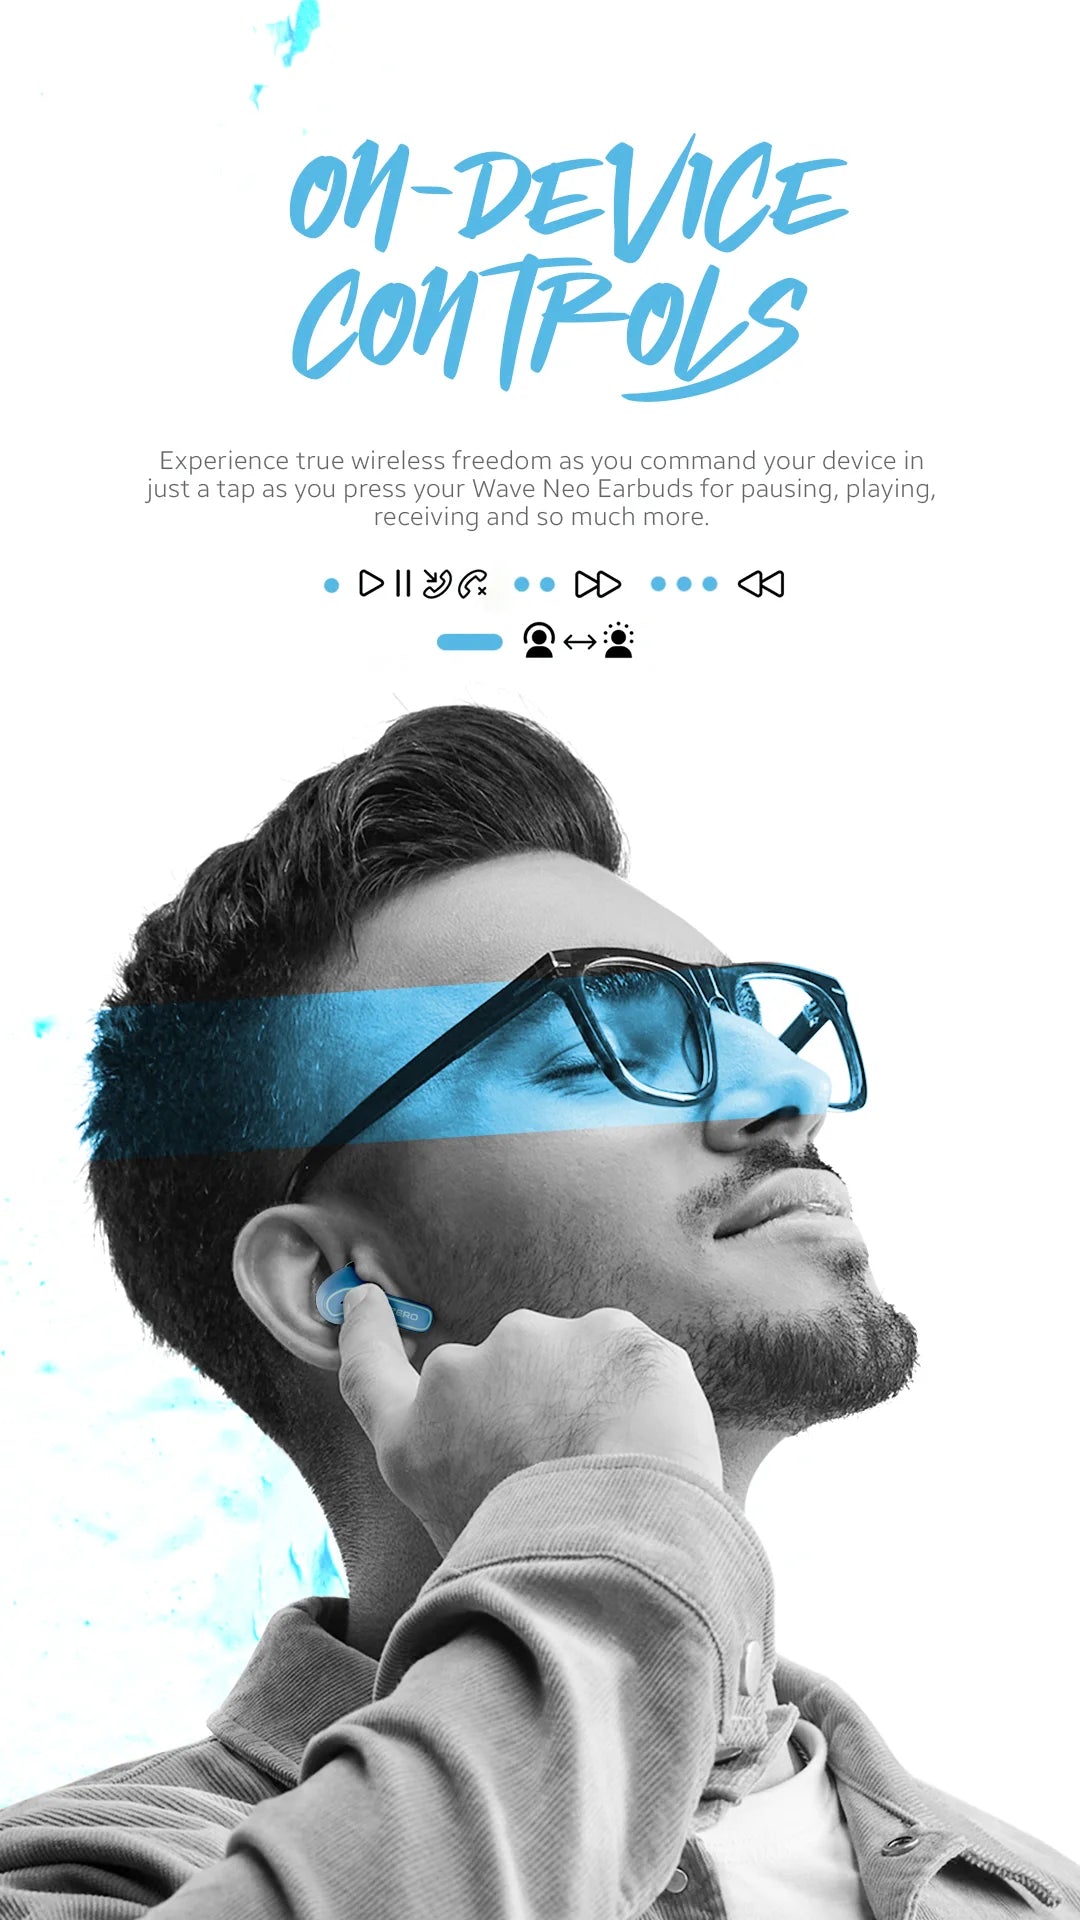 ON-DEVICE
CONTROLS
Experience true wireless freedom as you command your device in
just a tap as you press your Wave Neo Earbuds for pausing, playing,
receiving and so much more.